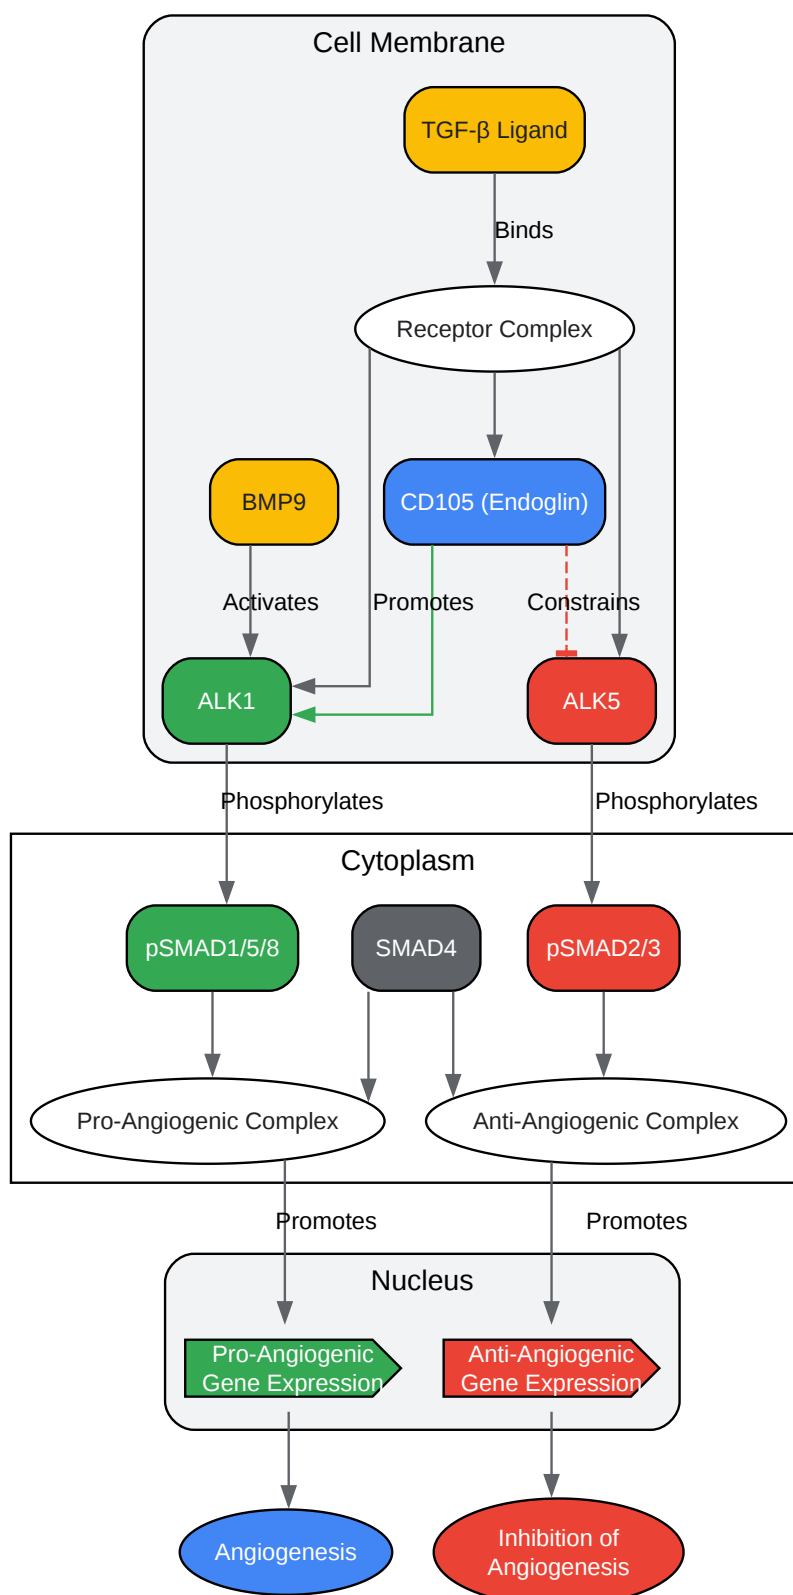 Cell Membrane
TGF-β Ligand
Binds
Receptor Complex
BMP9
CD105 (Endoglin)
Activates
Promotes
Constrains
ALK1
ALK5
Phosphorylates
Phosphorylates
Cytoplasm
pSMAD1/5/8
SMAD4
pSMAD2/3
Pro-Angiogenic Complex
Anti-Angiogenic Complex
Promotes
Promotes
Nucleus
Pro-Angiogenic
Gene Expression
Anti-Angiogenic
Gene Expression
Angiogenesis
Inhibition of
Angiogenesis